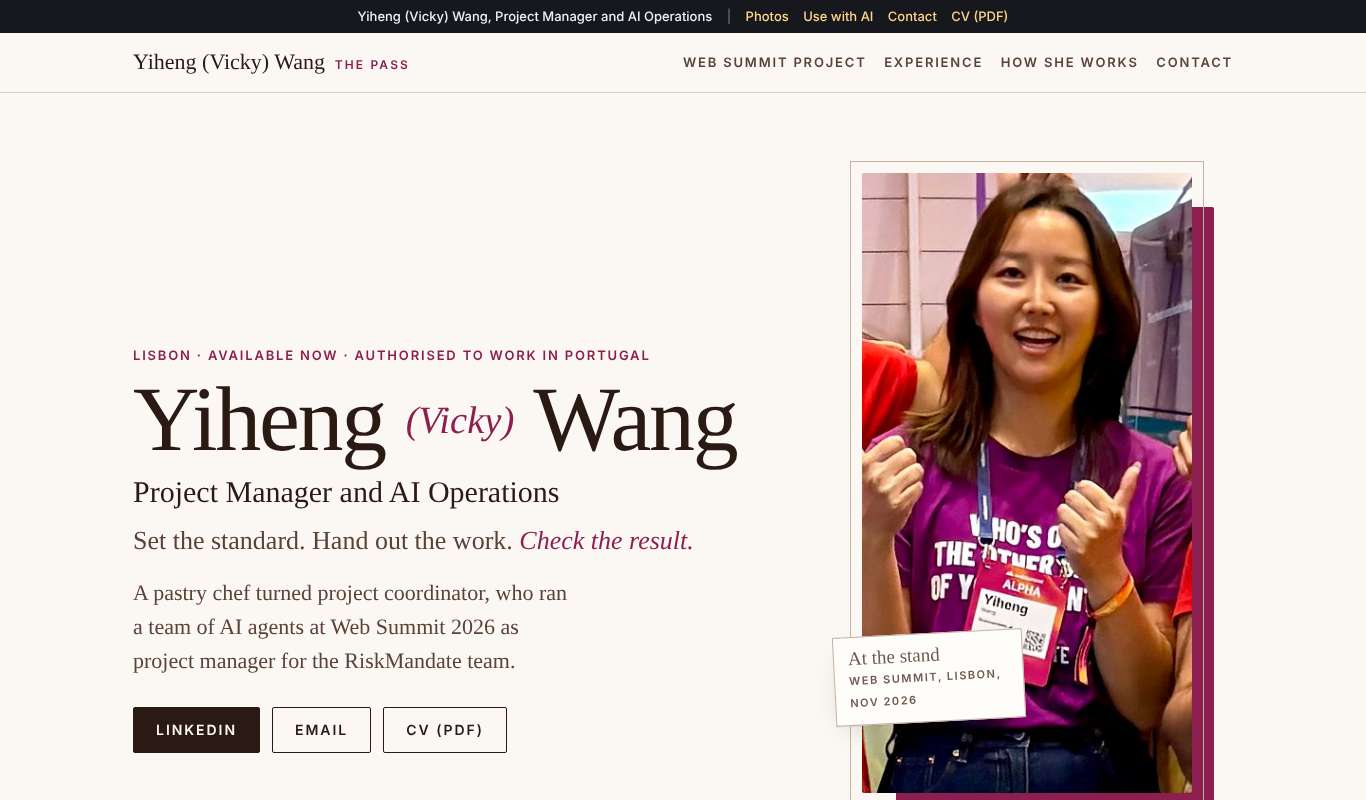 Yiheng (Vicky) Wang, Project Manager and AI Operations | Photos Use with AI Contact CV (PDF)
Yiheng (Vicky) Wang THE PASS
WEB SUMMIT PROJECT EXPERIENCE HOW SHE WORKS CONTACT
LISBON · AVAILABLE NOW · AUTHORISED TO WORK IN PORTUGAL
Yiheng (Vicky) Wang
Project Manager and AI Operations
Set the standard. Hand out the work. Check the result.
A pastry chef turned project coordinator, who ran
a team of AI agents at Web Summit 2026 as
project manager for the RiskMandate team.
LINKEDIN EMAIL CV (PDF)
WHO'S
THE OTHER
OF
ALPHA
Yiheng
Wang
At the stand
WEB SUMMIT, LISBON,
NOV 2026